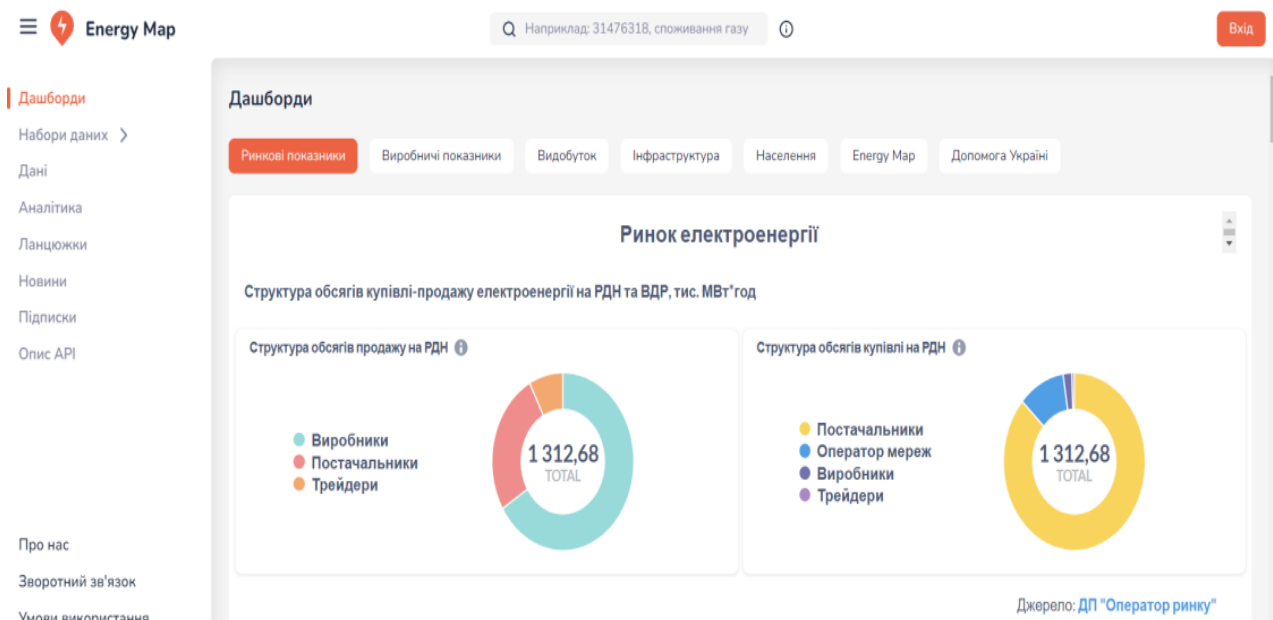 Energy Map
Наприклад: 31476318, споживання газу
Вхід
Дашборди
Набори даних
Дані
Аналітика
Ланцюжки
Новини
Підписки
Опис API
Про нас
Зворотний зв'язок
Умови використання
Дашборди
Ринкові показники
Виробничі показники
Видобуток
Інфраструктура
Населення
Energy Map
Допомога Україні
Ринок електроенергії
Структура обсягів купівлі-продажу електроенергії на РДН та ВДР, тис. МВт*год
Структура обсягів продажу на РДН
Виробники
Постачальники
Трейдери
1 312,68
TOTAL
Структура обсягів купівлі на РДН
Постачальники
Оператор мереж
Виробники
Трейдери
1 312,68
TOTAL
Джерело: ДП "Оператор ринку"